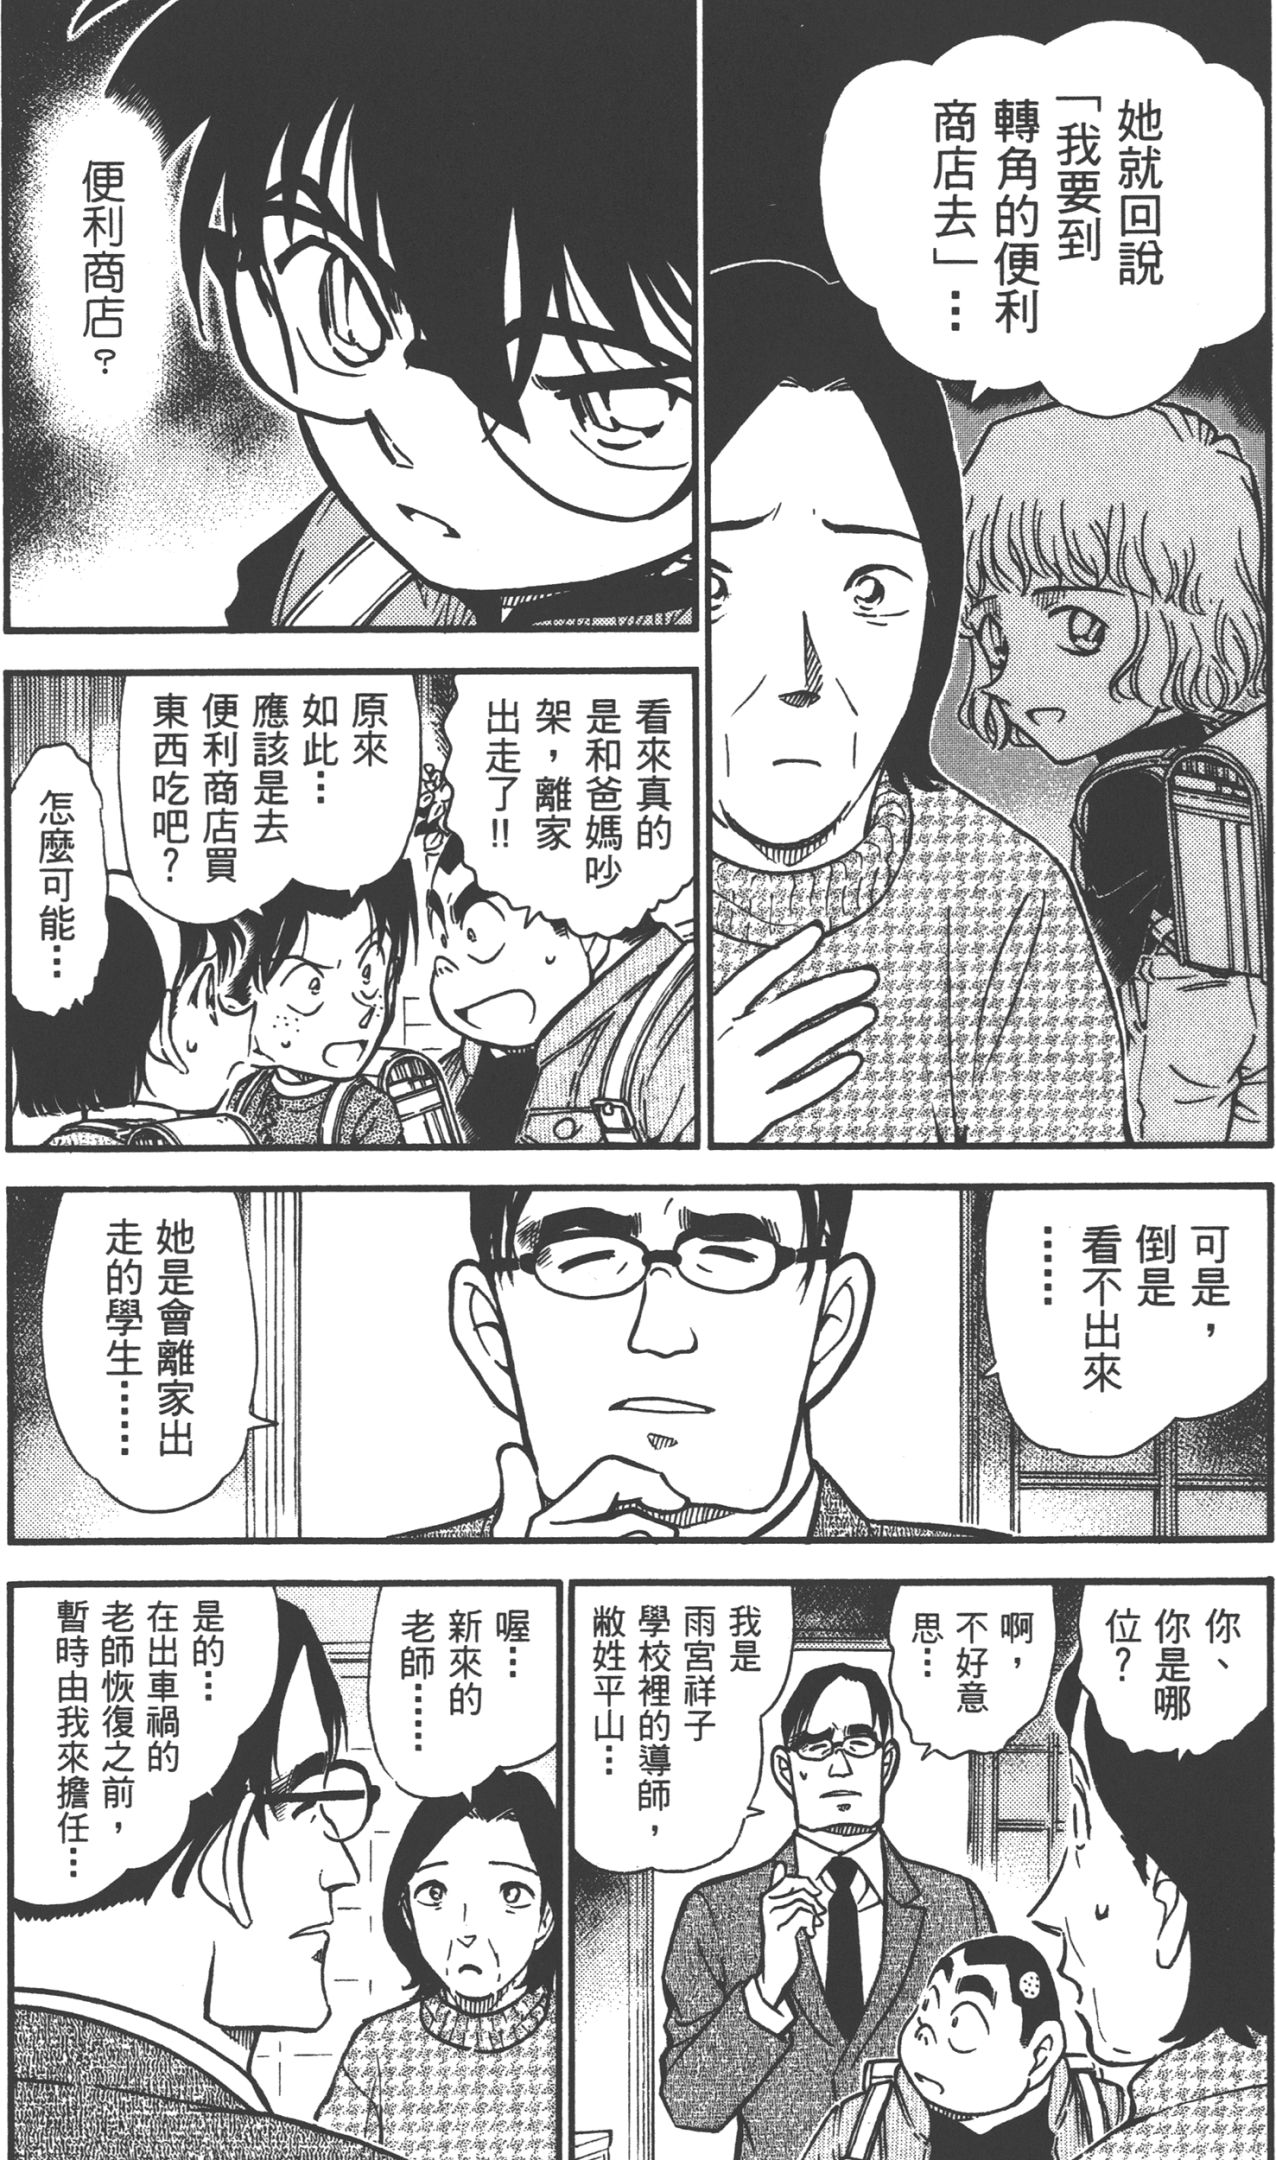 她就回說
「我要到
轉角的便利
商店去」…
便利商店？
看來真的
是和爸媽吵
架，離家
出走了!!
原來
如此…
應該是去
便利商店買
東西吃吧？
怎麼可能…
可是，
倒是
看不出來
……
她是會離家出
走的學生……
你、
你是哪
位？
啊，
不好意
思…
我是
雨宮祥子
學校裡的導師，
敝姓平山…
喔…
新來的
老師……
是的…
在出車禍的
老師恢復之前，
暫時由我來擔任…